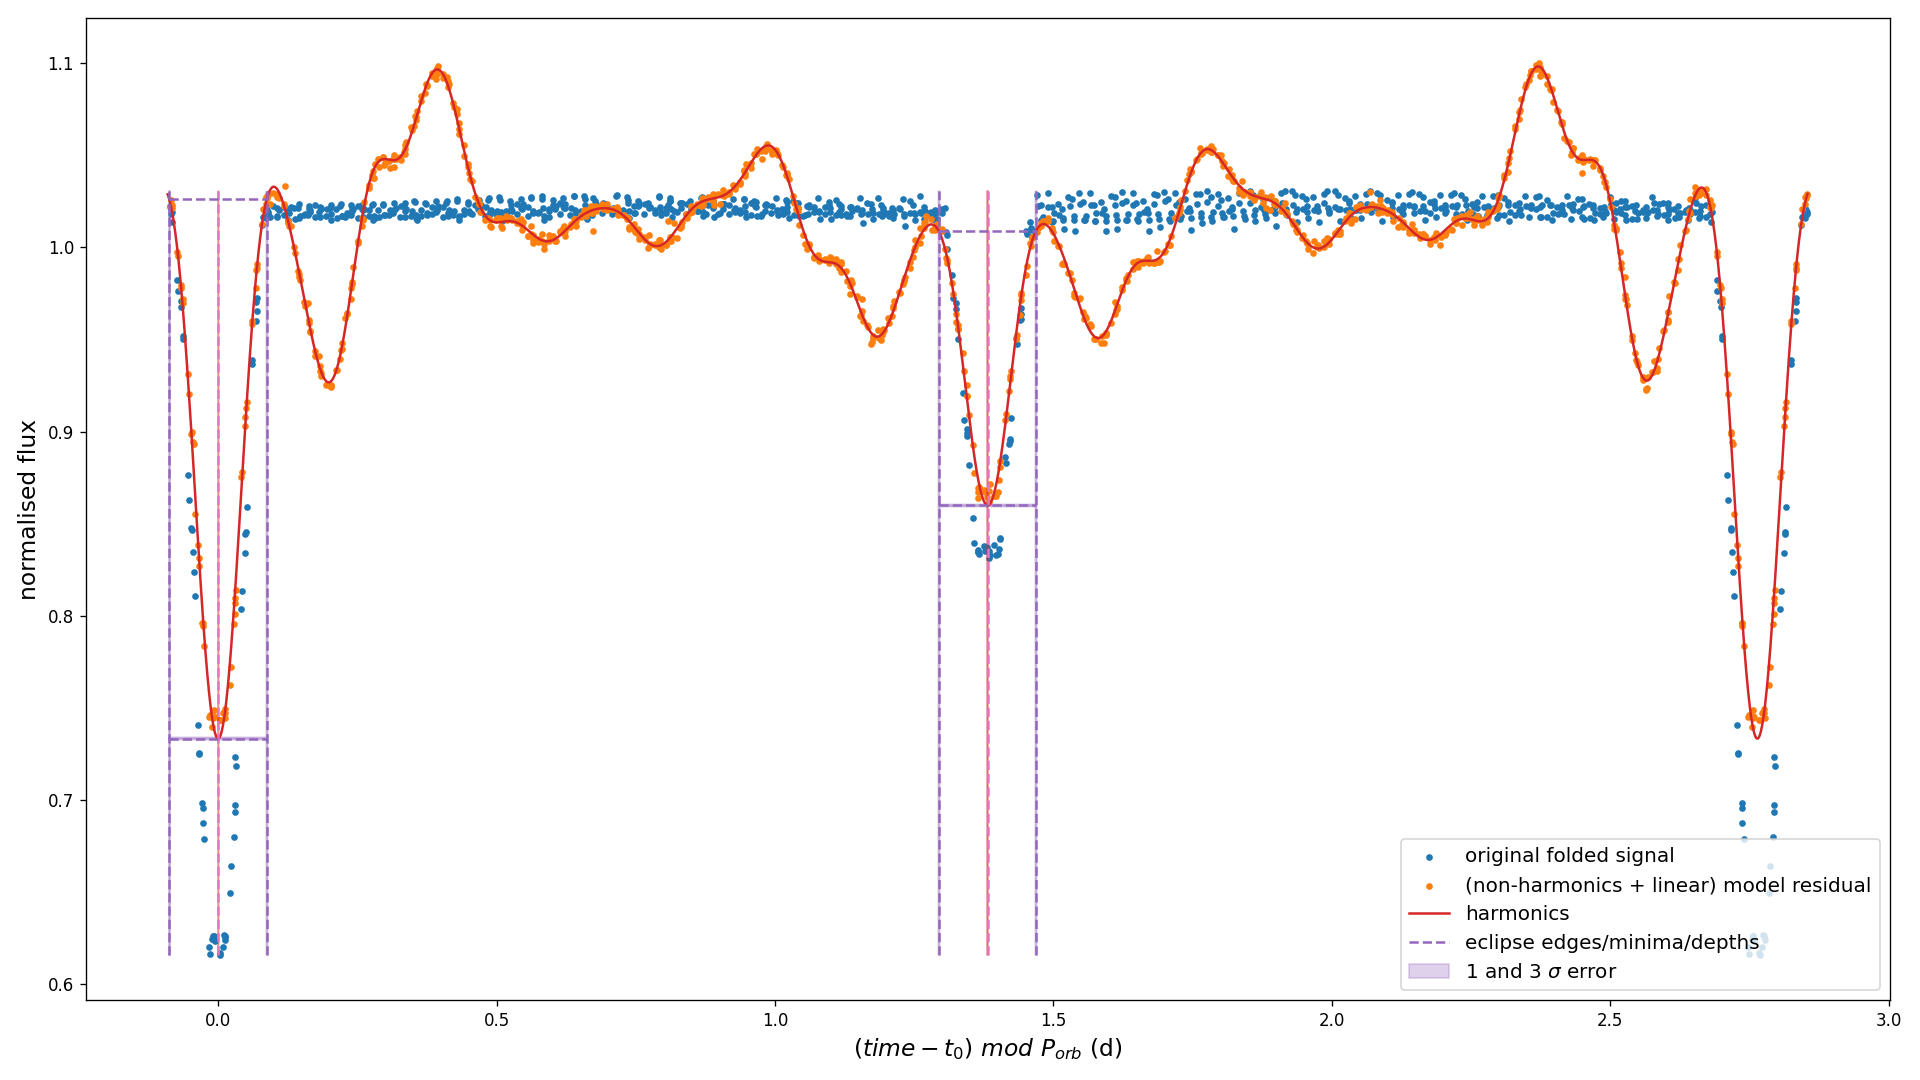 normalised flux
1.1
1.0
0.9
0.8
0.7
0.6
original folded signal
(non-harmonics + linear) model residual
harmonics
eclipse edges/minima/depths
1 and 3 σ error
0.0 0.5 1.0 1.5 2.0 2.5 3.0
(time − t₀) mod Pₒᵣᵦ (d)